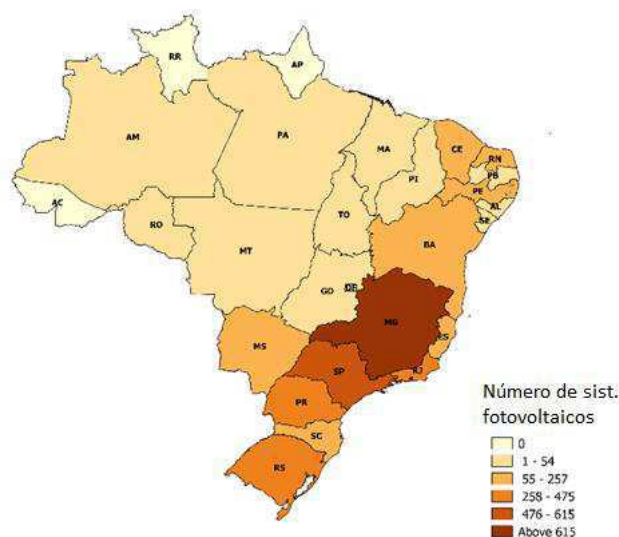 RR
AP
AM
PA
MA
CE
RN
PB
PI
PE
AL
SE
AC
TO
RO
BA
MT
GO
DF
MG
ES
MS
SP
RJ
PR
SC
RS
Número de sist.
fotovoltaicos
0
1 - 54
55 - 257
258 - 475
476 - 615
Above 615